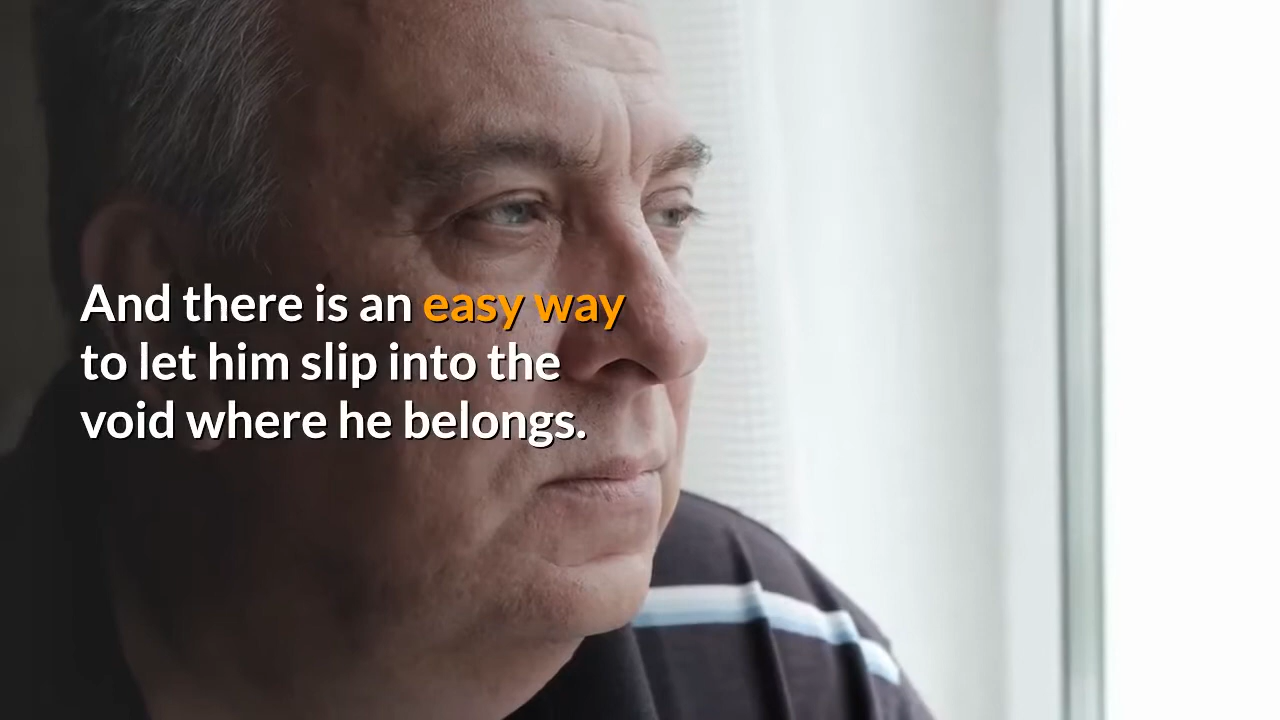 And there is an easy way
to let him slip into the
void where he belongs.